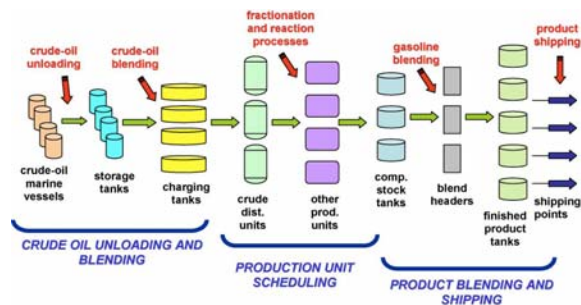 crude-oil
unloading
crude-oil
blending
fractionation and
reaction
processes
gasoline
blending
product
shipping
crude-oil
marine
vessels
storage
tanks
charging
tanks
crude
dist.
units
other
prod.
units
comp.
stock
tanks
blend
headers
finished
product
tanks
shipping
points
CRUDE OIL UNLOADING AND
BLENDING
PRODUCTION UNIT
SCHEDULING
PRODUCT BLENDING AND
SHIPPING